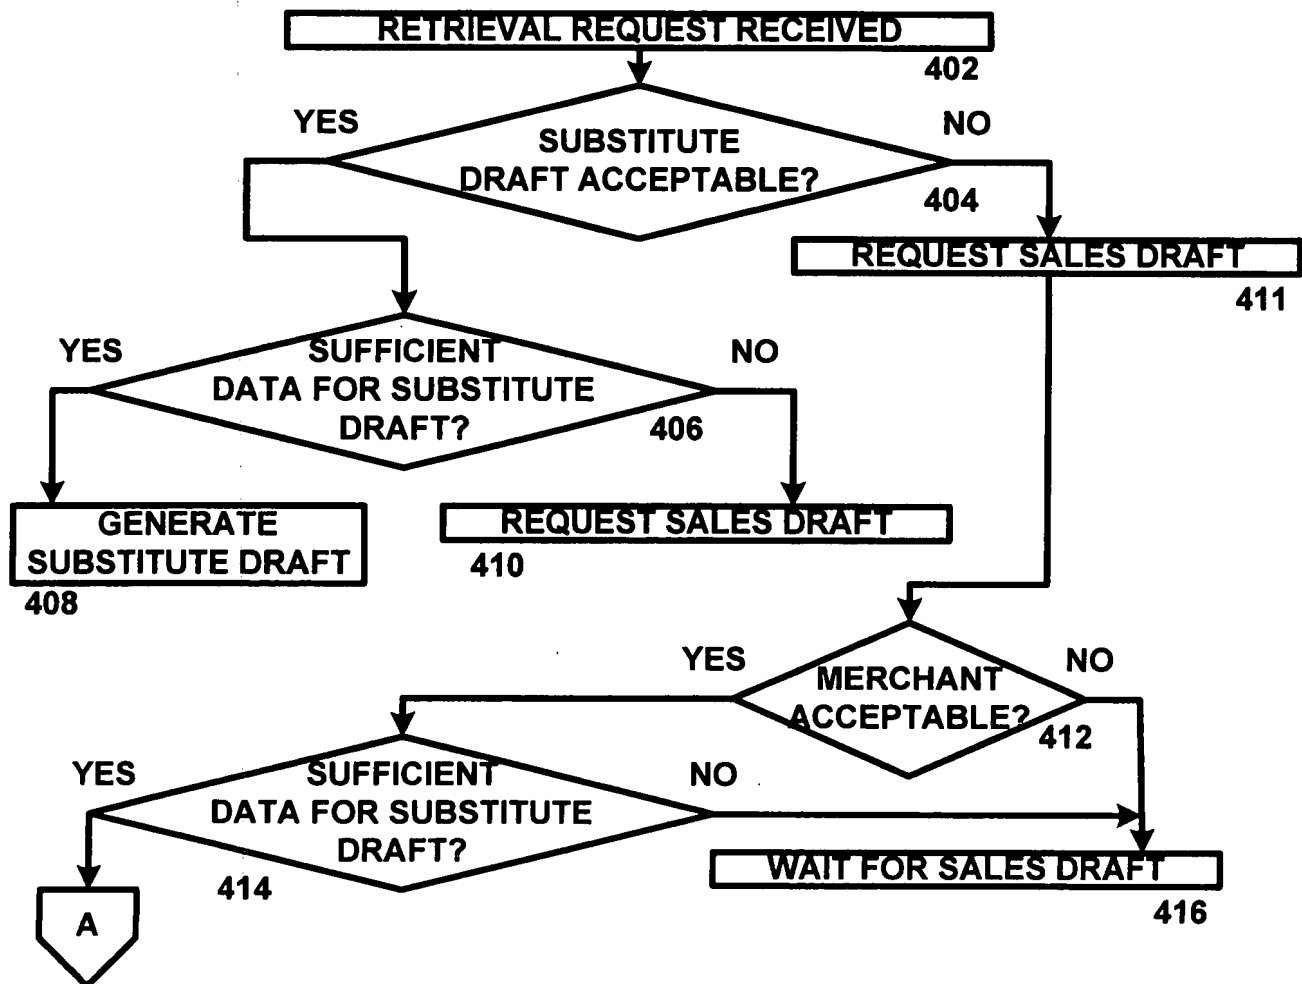 RETRIEVAL REQUEST RECEIVED
402
YES
NO
SUBSTITUTE
DRAFT ACCEPTABLE?
404
REQUEST SALES DRAFT
411
YES
NO
SUFFICIENT
DATA FOR SUBSTITUTE
DRAFT?
406
GENERATE
SUBSTITUTE DRAFT
408
REQUEST SALES DRAFT
410
YES
NO
MERCHANT
ACCEPTABLE?
412
YES
NO
SUFFICIENT
DATA FOR SUBSTITUTE
DRAFT?
414
WAIT FOR SALES DRAFT
416
A